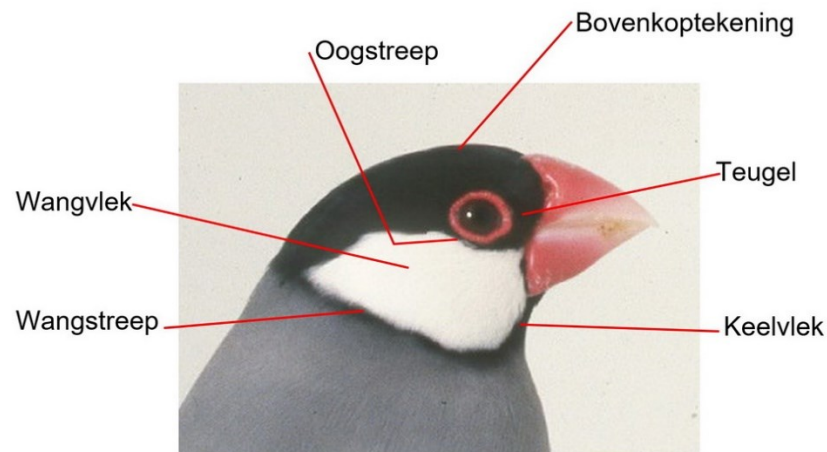 Bovenkoptekening
Oogstreep
Teugel
Wangvlek
Wangstreep
Keelvlek